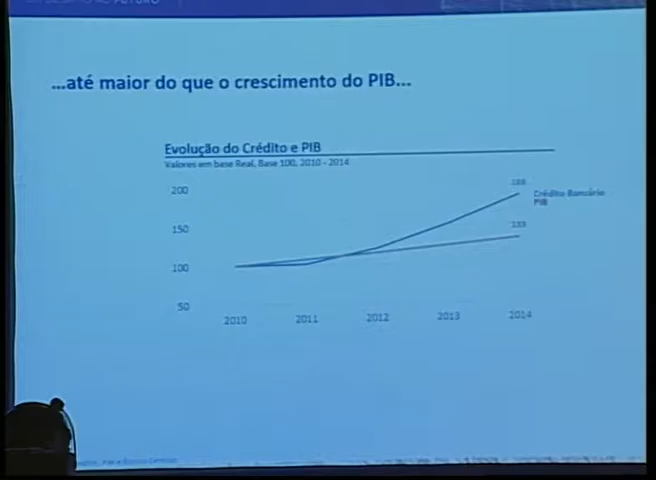 ...até maior do que o crescimento do PIB...
Evolução do Crédito e PIB
Valores em base Real, Base 100, 2010 - 2014
200
150
100
50
2010
2011
2012
2013
2014
Crédito Bancário
PIB